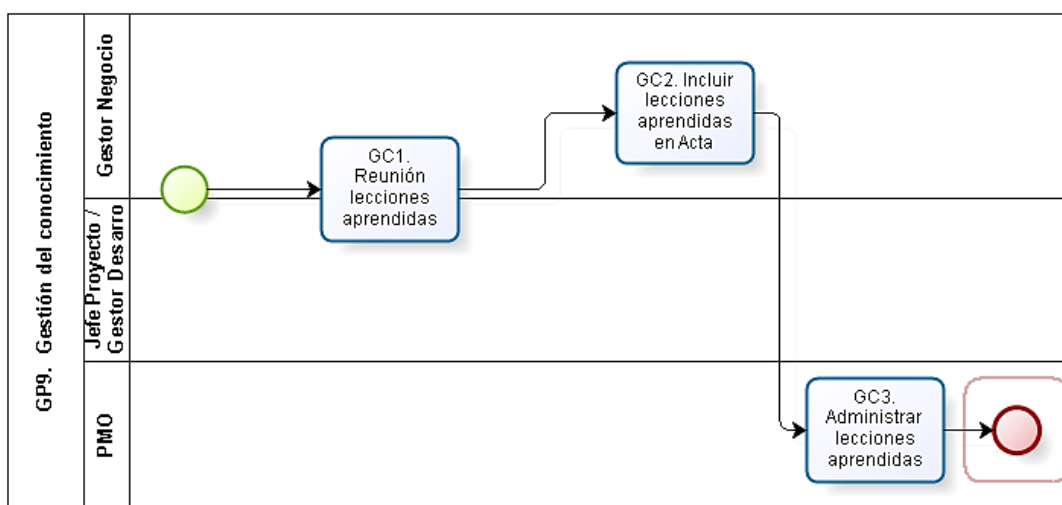 GP9.  Gestión del conocimiento
Gestor Negocio
Jefe Proyecto /
Gestor Desarro
PMO
GC1.
Reunión
lecciones
aprendidas
GC2. Incluir
lecciones
aprendidas
en Acta
GC3.
Administrar
lecciones
aprendidas